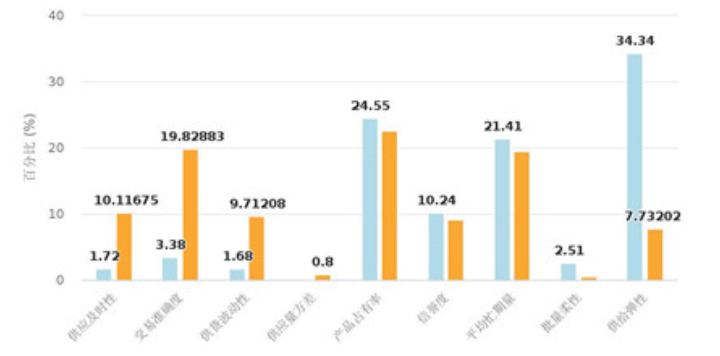 40
30
20
10
0
百分比 (%)
1.72
10.11675
3.38
19.82883
1.68
9.71208
0.8
24.55
10.24
21.41
2.51
34.34
7.73202
供应及时性
交易准确度
供货波动性
供应量方差
产品占有率
信誉度
平均忙期量
批量柔性
供给弹性